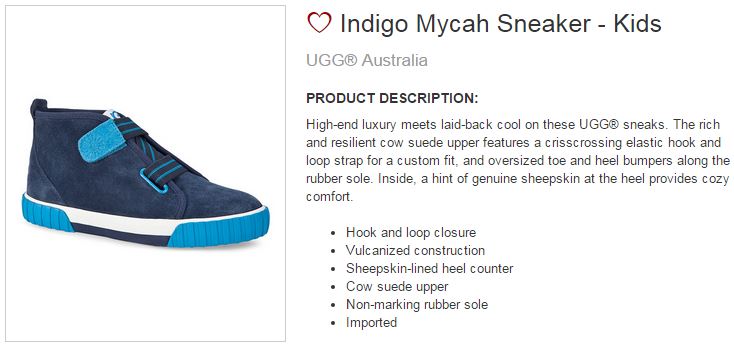 Indigo Mycah Sneaker - Kids
UGG® Australia
PRODUCT DESCRIPTION:
High-end luxury meets laid-back cool on these UGG® sneaks. The rich
and resilient cow suede upper features a crisscrossing elastic hook and
loop strap for a custom fit, and oversized toe and heel bumpers along the
rubber sole. Inside, a hint of genuine sheepskin at the heel provides cozy
comfort.
• Hook and loop closure
• Vulcanized construction
• Sheepskin-lined heel counter
• Cow suede upper
• Non-marking rubber sole
• Imported